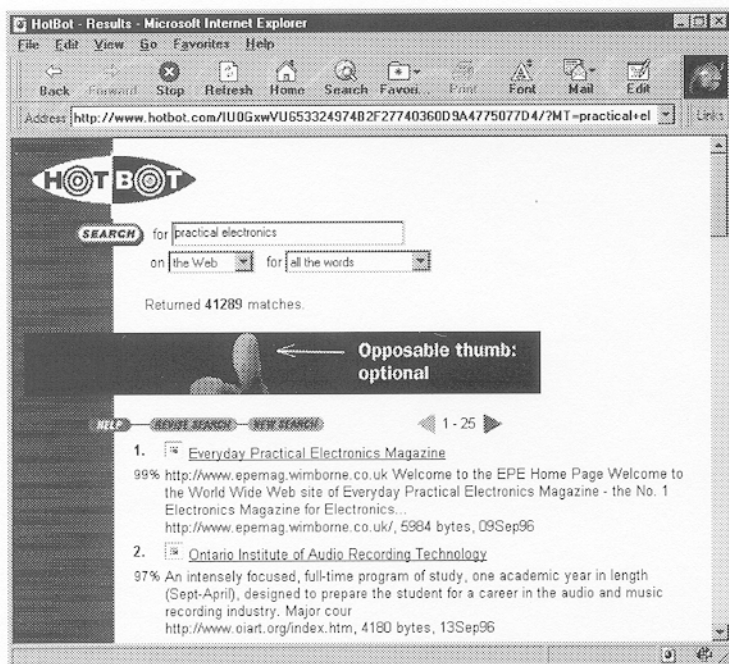 HotBot - Results - Microsoft Internet Explorer
File Edit View Go Favorites Help
Back Forward Stop Refresh Home Search Favori... Print Font Mail Edit
Address http://www.hotbot.com/IU0GxwVU653324974B2F27740360D9A4775077D4/?MT=practical+el Links
HOTBOT
SEARCH for practical electronics
on the Web for all the words
Returned 41289 matches.
Opposable thumb:
optional
HELP REVISE SEARCH NEW SEARCH 1 - 25
1. Everyday Practical Electronics Magazine
99% http://www.epemag.wimborne.co.uk Welcome to the EPE Home Page Welcome to
the World Wide Web site of Everyday Practical Electronics Magazine - the No. 1
Electronics Magazine for Electronics...
http://www.epemag.wimborne.co.uk/, 5984 bytes, 09Sep96
2. Ontario Institute of Audio Recording Technology
97% An intensely focused, full-time program of study, one academic year in length
(Sept-April), designed to prepare the student for a career in the audio and music
recording industry. Major cour
http://www.oiart.org/index.htm, 4180 bytes, 13Sep96